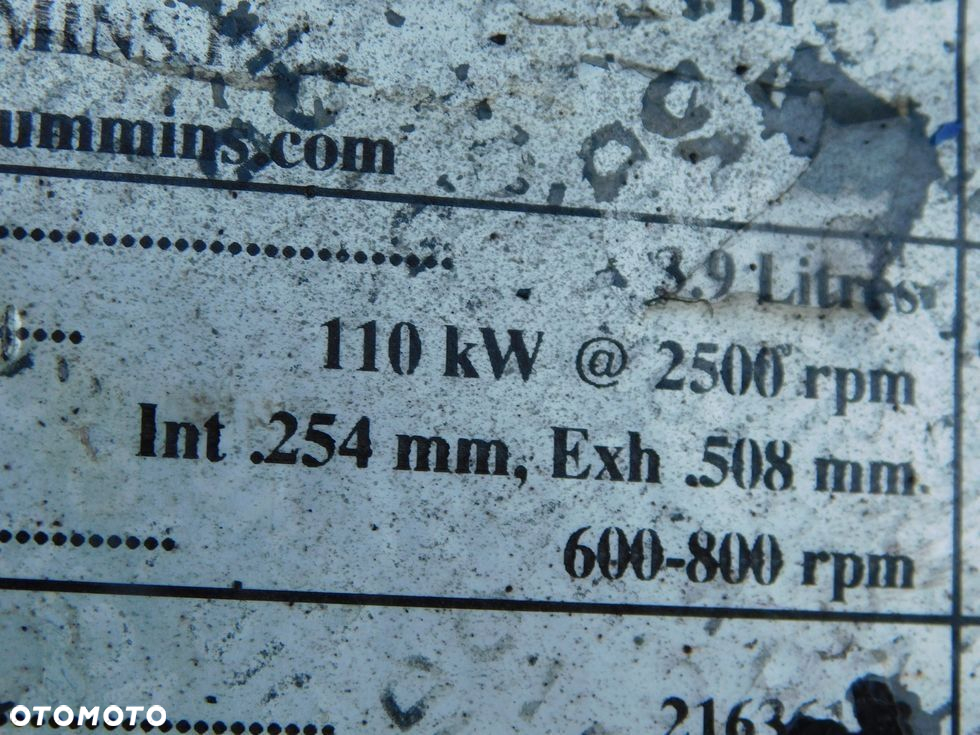 BY
ummins.com
3.9 Litres
110 kW @ 2500 rpm
Int .254 mm, Exh .508 mm.
600-800 rpm
OTOMOTO